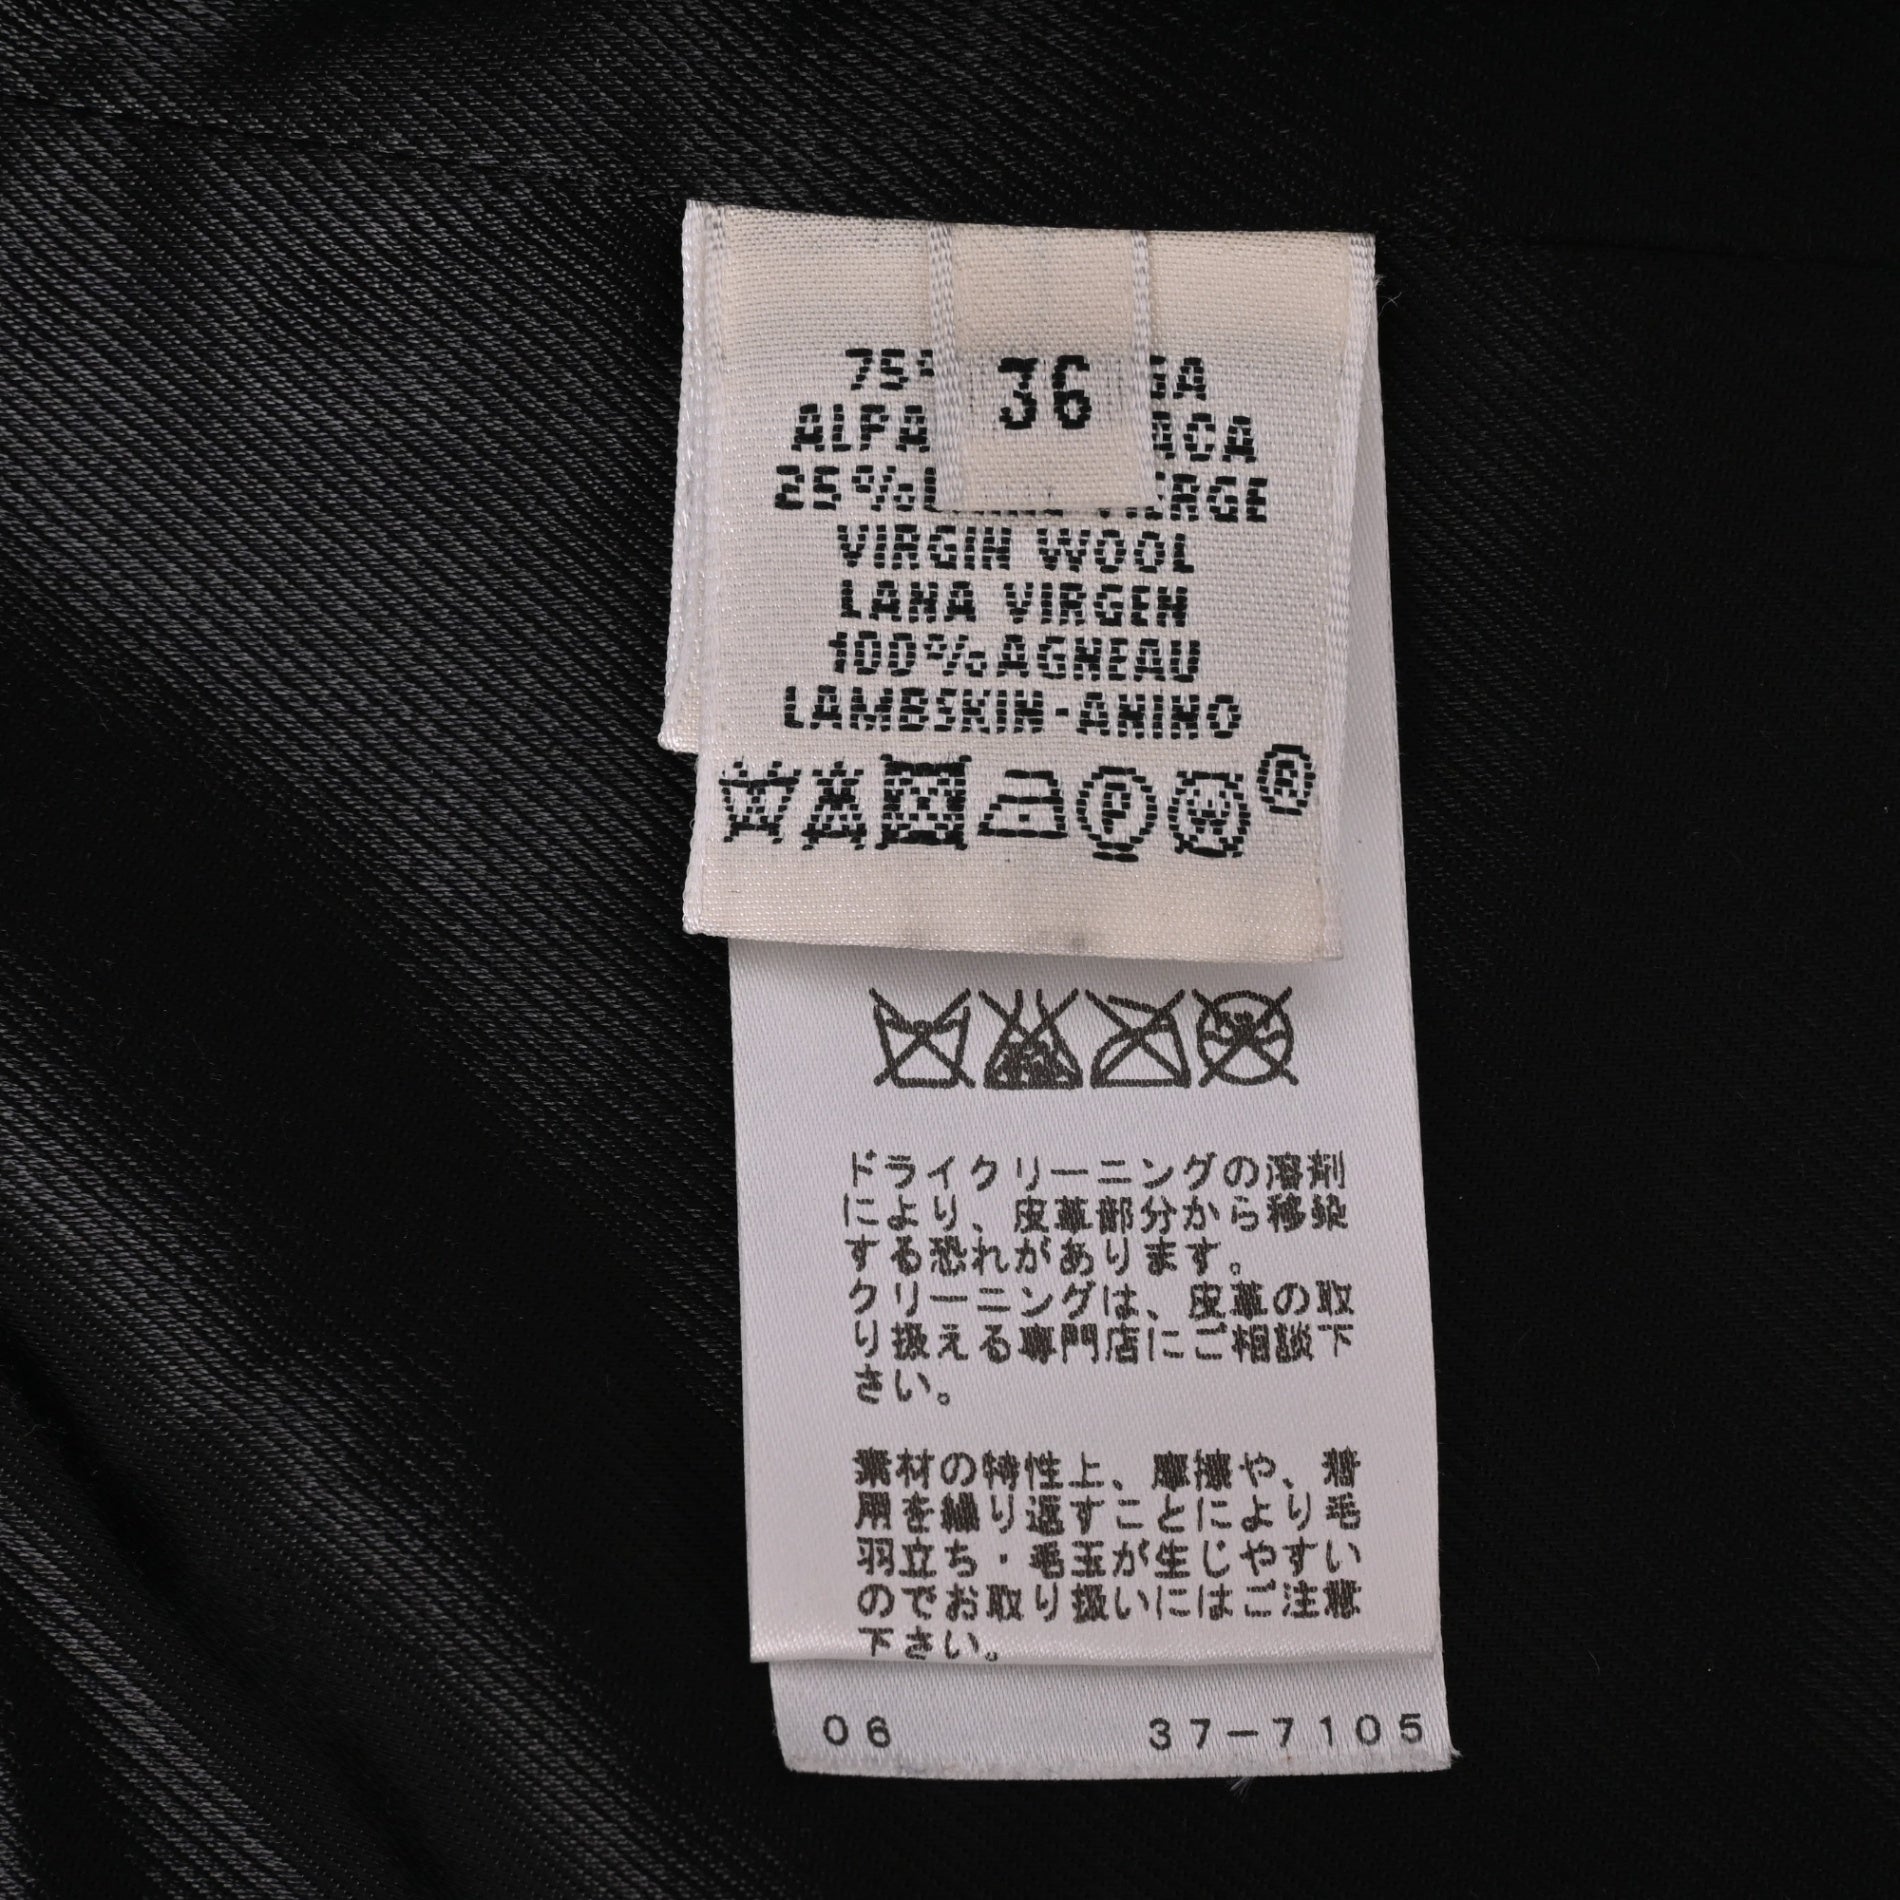 36
75%
ALPA ACA
25% IERGE
VIRGIN WOOL
LANA VIRGEN
100% AGNEAU
LAMBSKIN-ANINO
P W R
ドライクリーニングの溶剤
により、皮革部分から移染
する恐れがあります。
クリーニングは、皮革の取
り扱える専門店にご相談下
さい。
素材の特性上、摩擦や、着
用を繰り返すことにより毛
羽立ち・毛玉が生じやすい
のでお取り扱いにはご注意
下さい。
06 37-7105